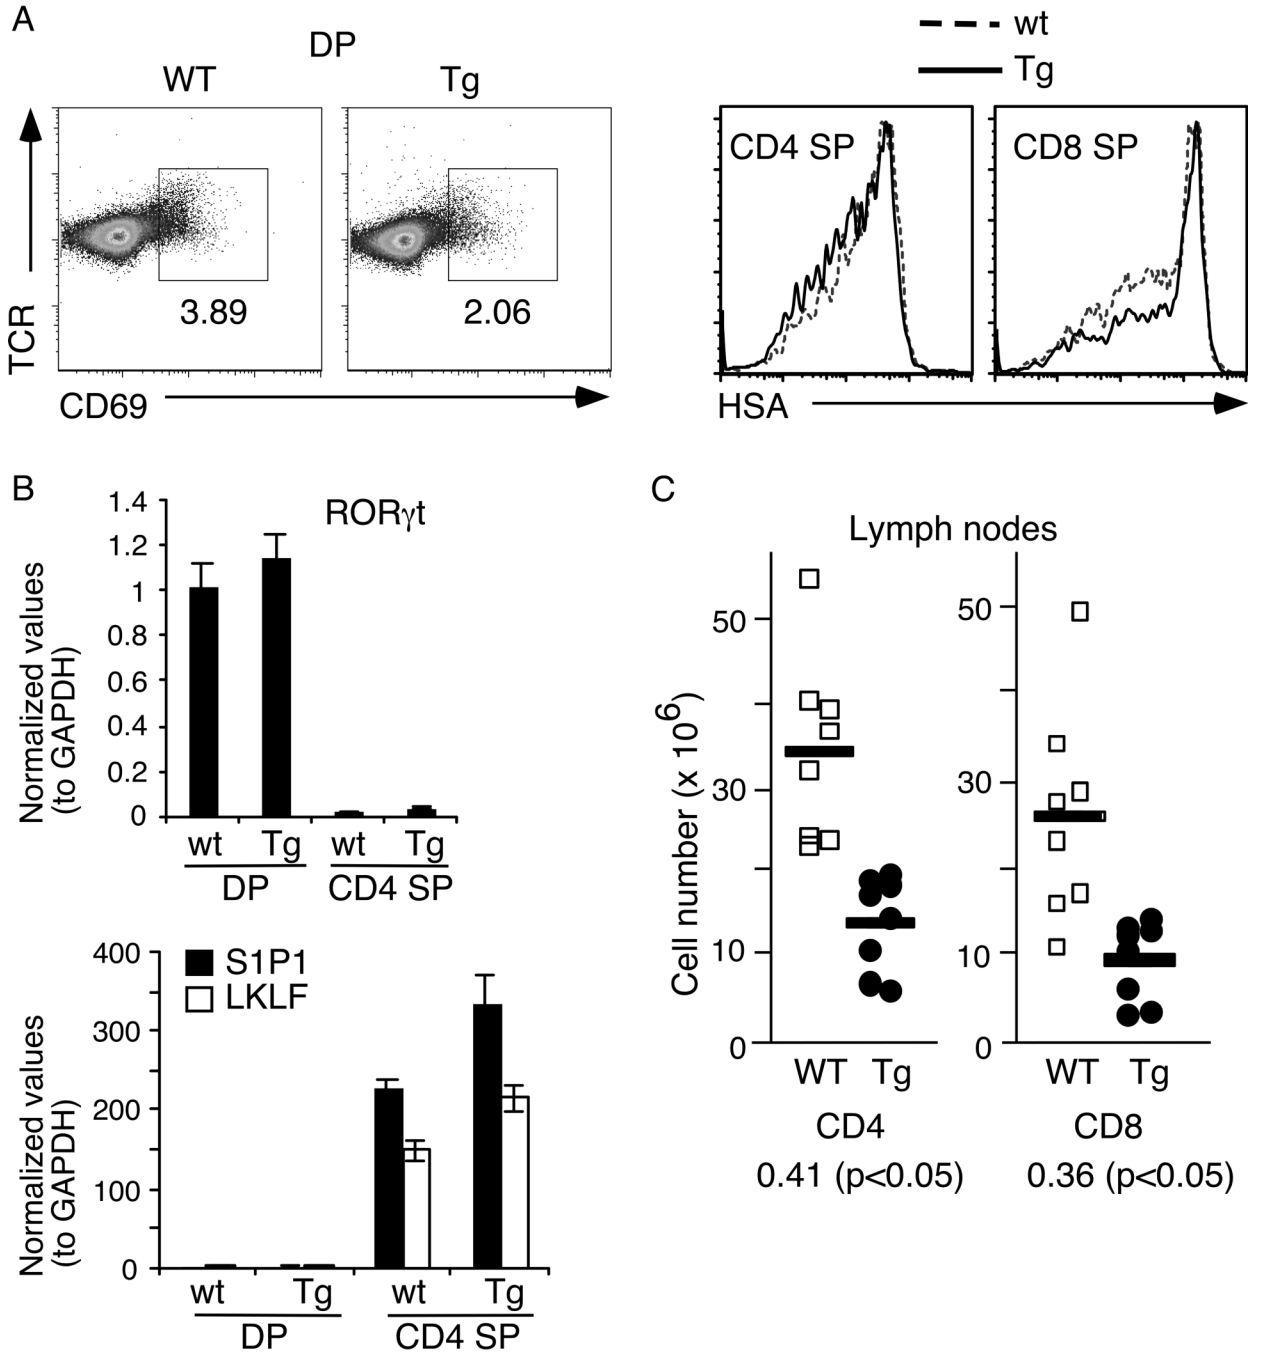 A
DP
WT
Tg
wt
Tg
CD4 SP
CD8 SP
3.89
2.06
TCR
CD69
HSA
B
RORγt
1.4
1.2
1
0.8
0.6
0.4
0.2
0
Normalized values
(to GAPDH)
wt
Tg
wt
Tg
DP
CD4 SP
S1P1
LKLF
400
300
200
100
0
Normalized values
(to GAPDH)
wt
Tg
wt
Tg
DP
CD4 SP
C
Lymph nodes
Cell number (x 10⁶)
50
30
10
0
50
30
10
0
WT
Tg
WT
Tg
CD4
CD8
0.41 (p<0.05)
0.36 (p<0.05)